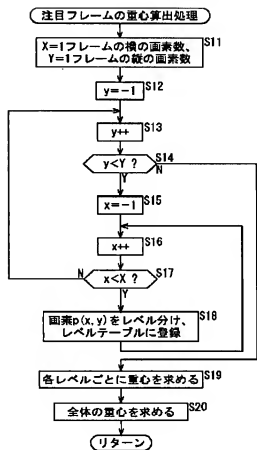 注目フレームの重心算出処理
X=1フレームの横の画素数、
Y=1フレームの縦の画素数
S11
y=-1
S12
y++
S13
y<Y ?
S14
N
Y
x=-1
S15
x++
S16
N
x<X ?
S17
Y
画素p(x,y)をレベル分け、
レベルテーブルに登録
S18
各レベルごとに重心を求める
S19
全体の重心を求める
S20
リターン